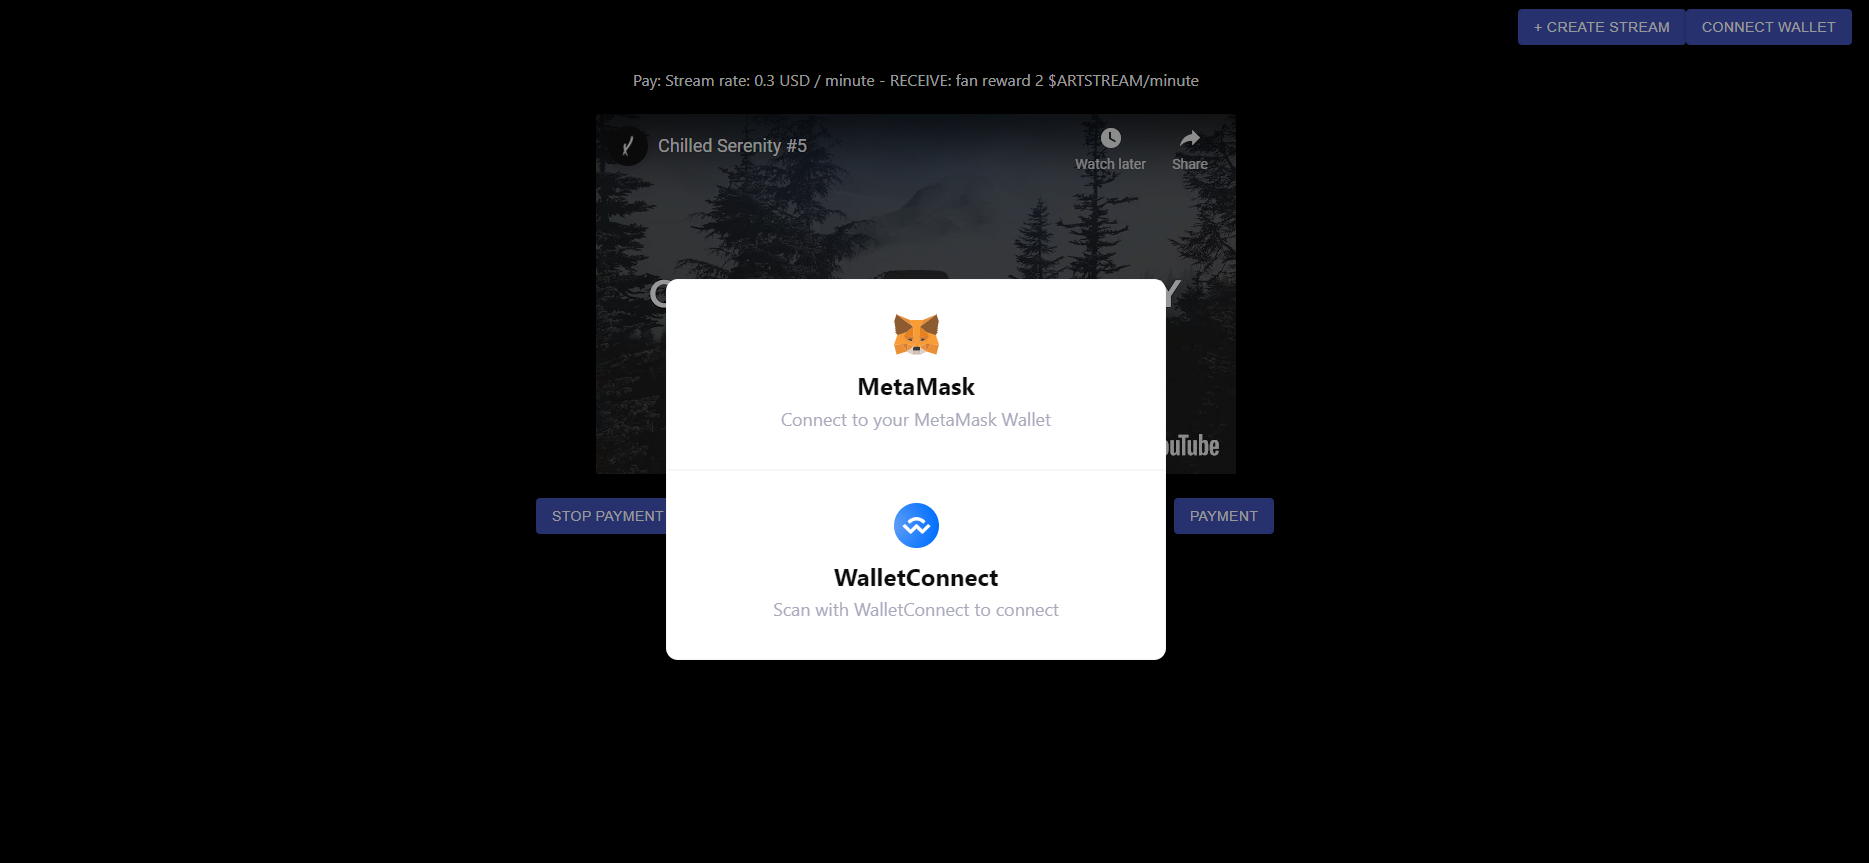 + CREATE STREAM
CONNECT WALLET
Pay: Stream rate: 0.3 USD / minute - RECEIVE: fan reward 2 $ARTSTREAM/minute
Chilled Serenity #5
Watch later
Share
MetaMask
Connect to your MetaMask Wallet
STOP PAYMENT
PAYMENT
WalletConnect
Scan with WalletConnect to connect